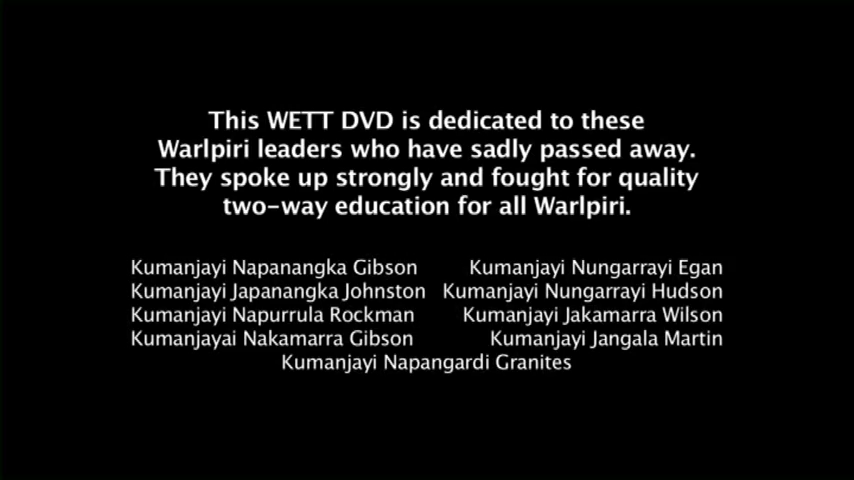 This WETT DVD is dedicated to these
Warlpiri leaders who have sadly passed away.
They spoke up strongly and fought for quality
two-way education for all Warlpiri.
Kumanjayi Napanangka Gibson Kumanjayi Nungarrayi Egan
Kumanjayi Japanangka Johnston Kumanjayi Nungarrayi Hudson
Kumanjayi Napurrula Rockman Kumanjayi Jakamarra Wilson
Kumanjayai Nakamarra Gibson Kumanjayi Jangala Martin
Kumanjayi Napangardi Granites